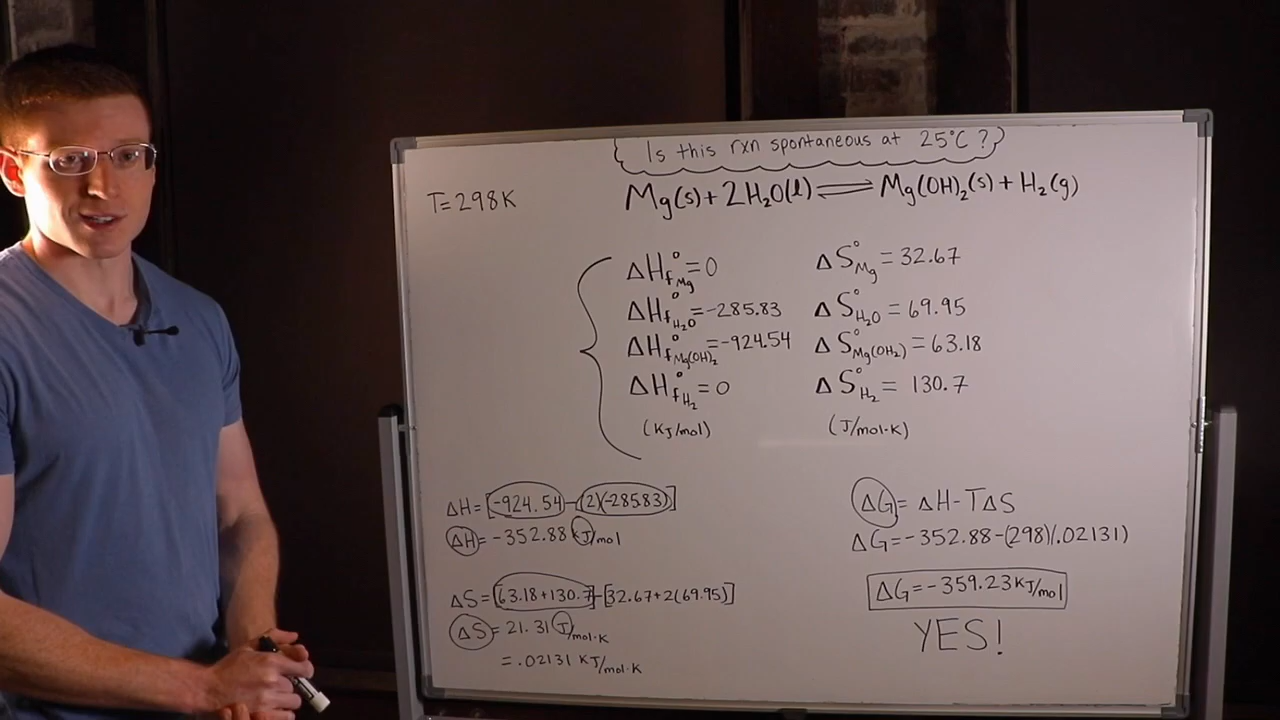 Is this rxn spontaneous at 25°C?
T=298K
Mg(s)+2H₂O(l)⇌Mg(OH)₂(s)+H₂(g)
ΔH°fMg=0
ΔS°Mg=32.67
ΔH°fH₂O=-285.83
ΔS°H₂O=69.95
ΔH°fMg(OH)₂=-924.54
ΔS°Mg(OH₂)=63.18
ΔH°fH₂=0
ΔS°H₂=130.7
(KJ/mol)
(J/mol·K)
ΔH=[-924.54-(2)(-285.83)]
ΔH=-352.88KJ/mol
ΔS=[63.18+130.7]-[32.67+2(69.95)]
ΔS=21.31J/mol·K
=.02131 KJ/mol·K
ΔG=ΔH-TΔS
ΔG=-352.88-(298)(.02131)
ΔG=-359.23KJ/mol
YES!